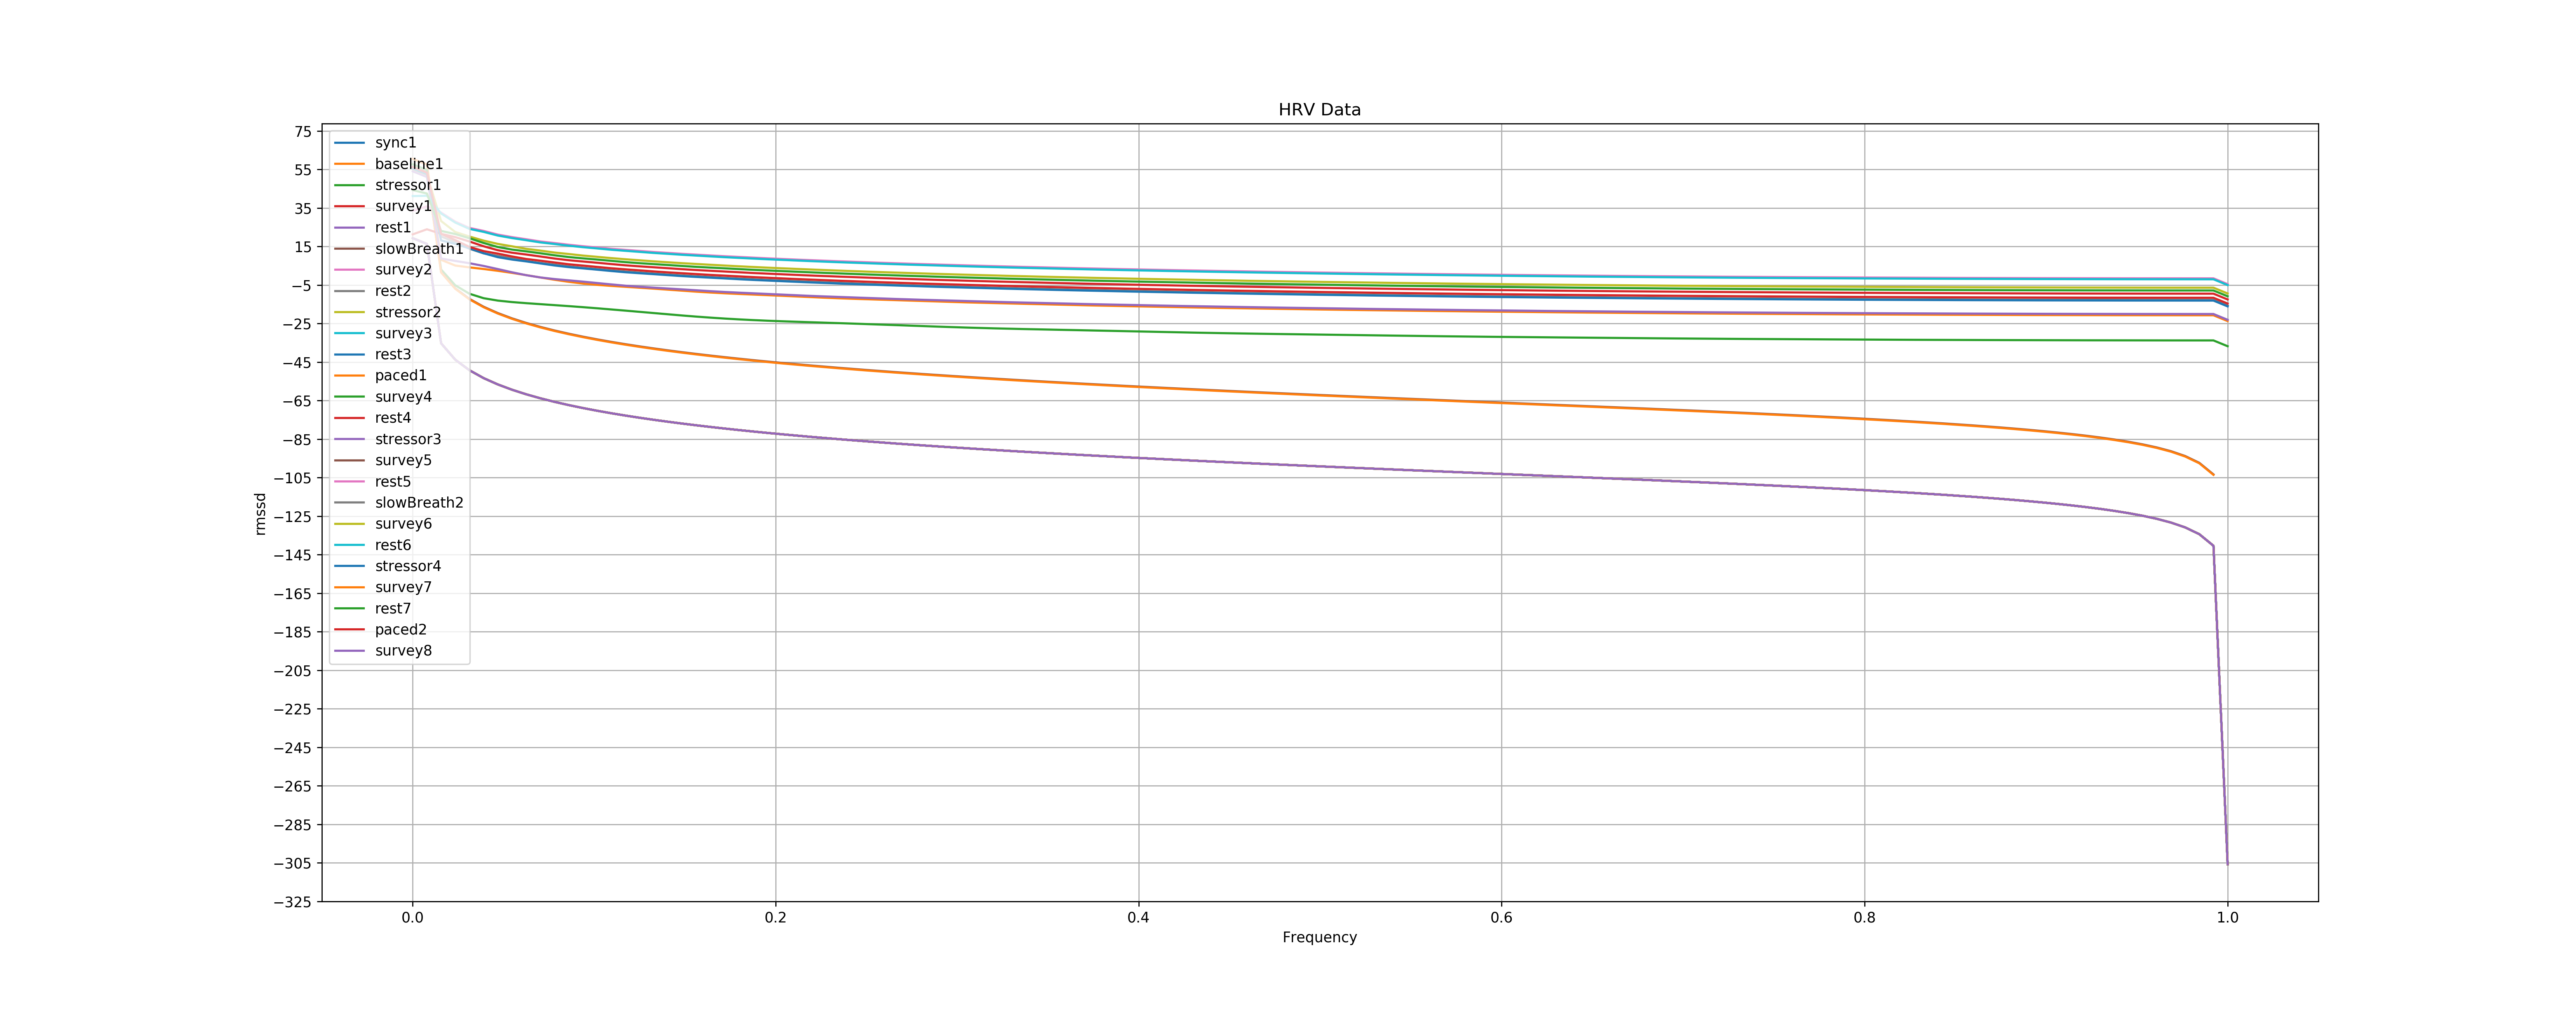 HRV Data
75
55
35
15
−5
−25
−45
−65
−85
−105
−125
−145
−165
−185
−205
−225
−245
−265
−285
−305
−325
rmssd
sync1
baseline1
stressor1
survey1
rest1
slowBreath1
survey2
rest2
stressor2
survey3
rest3
paced1
survey4
rest4
stressor3
survey5
rest5
slowBreath2
survey6
rest6
stressor4
survey7
rest7
paced2
survey8
0.0 0.2 0.4 0.6 0.8 1.0
Frequency